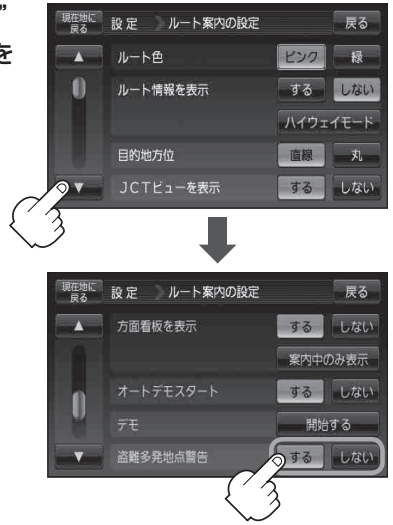 ”
を
現在地に戻る 設定 ルート案内の設定 戻る
▲ ルート色 ピンク 緑
ルート情報を表示 する しない
ハイウェイモード
目的地方位 直線 丸
▼ JCTビューを表示 する しない
現在地に戻る 設定 ルート案内の設定 戻る
▲ 方面看板を表示 する しない
案内中のみ表示
オートデモスタート する しない
デモ 開始する
▼ 盗難多発地点警告 する しない